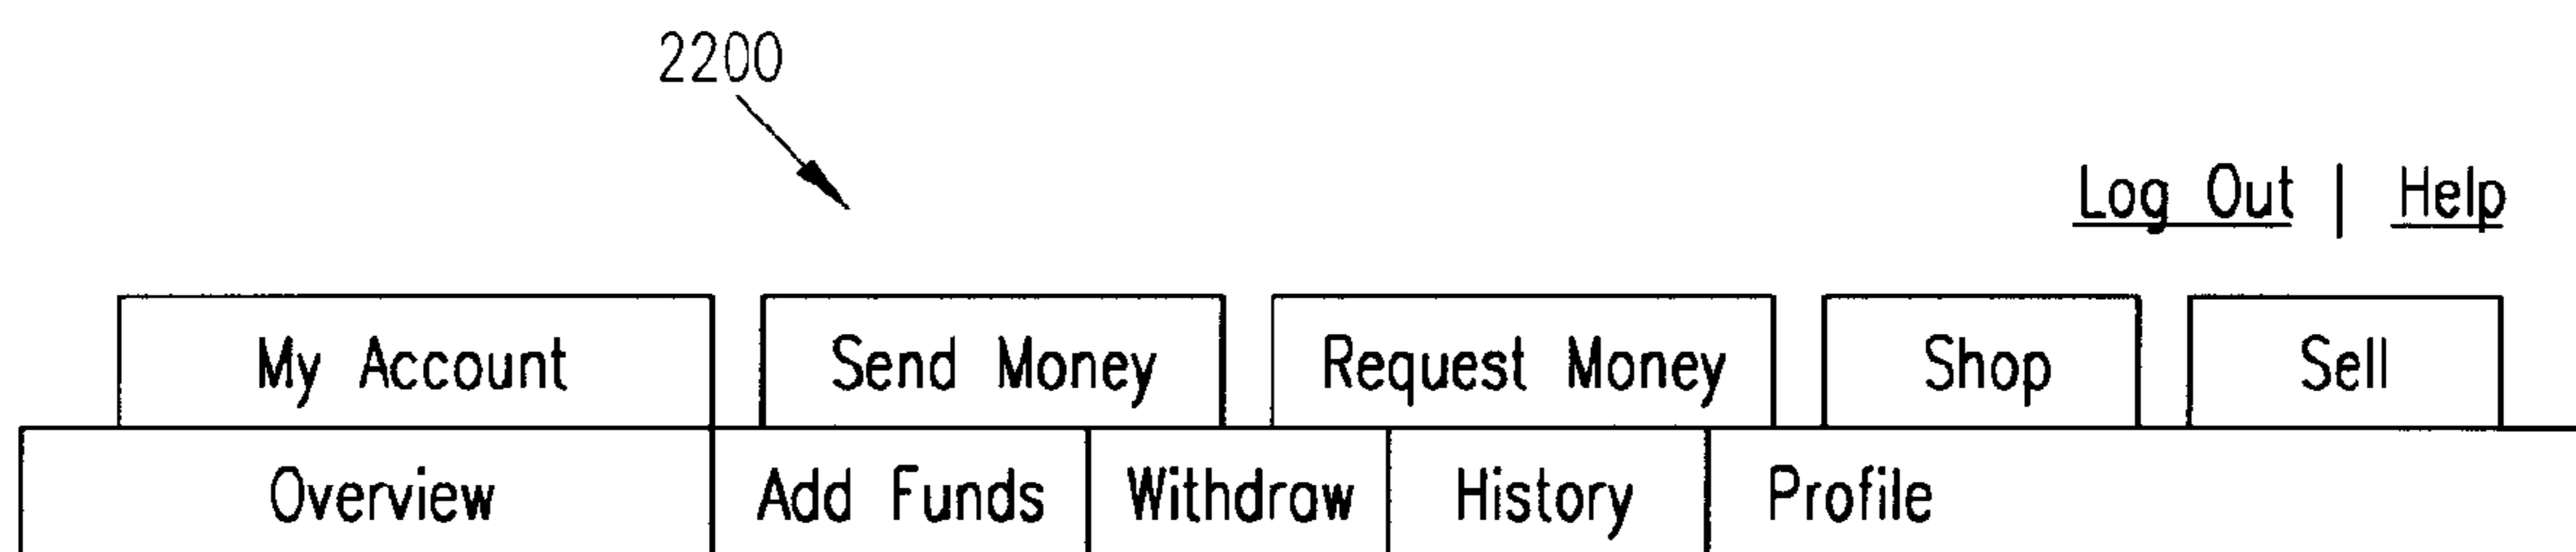 2200
Log Out | Help
My Account Send Money Request Money Shop Sell
Overview Add Funds Withdraw History Profile